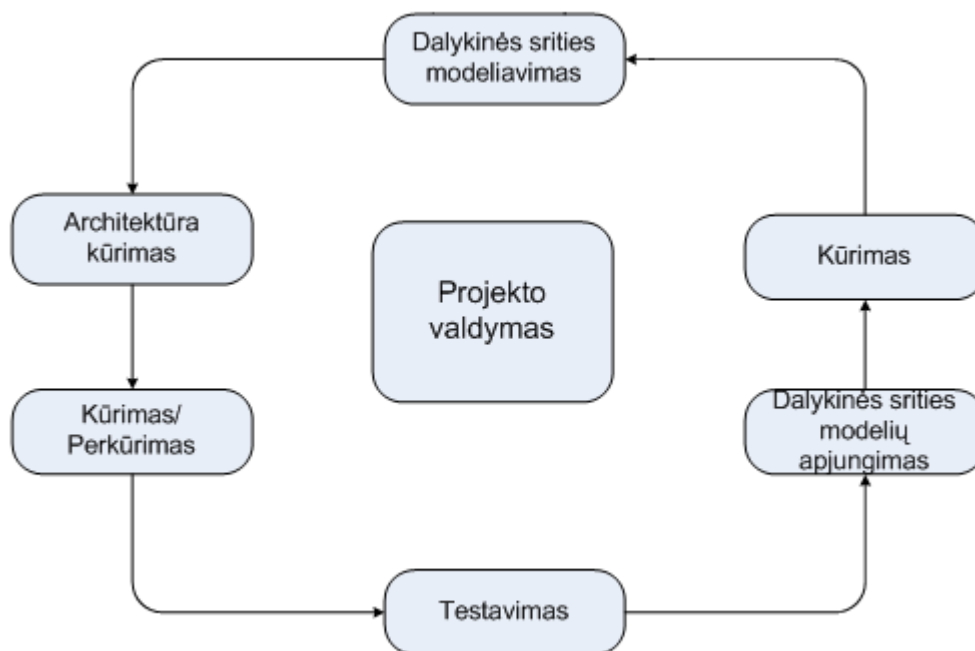 Dalykinės srities
modeliavimas
Architektūra
kūrimas
Projekto
valdymas
Kūrimas
Kūrimas/
Perkūrimas
Dalykinės srities
modelių
apjungimas
Testavimas